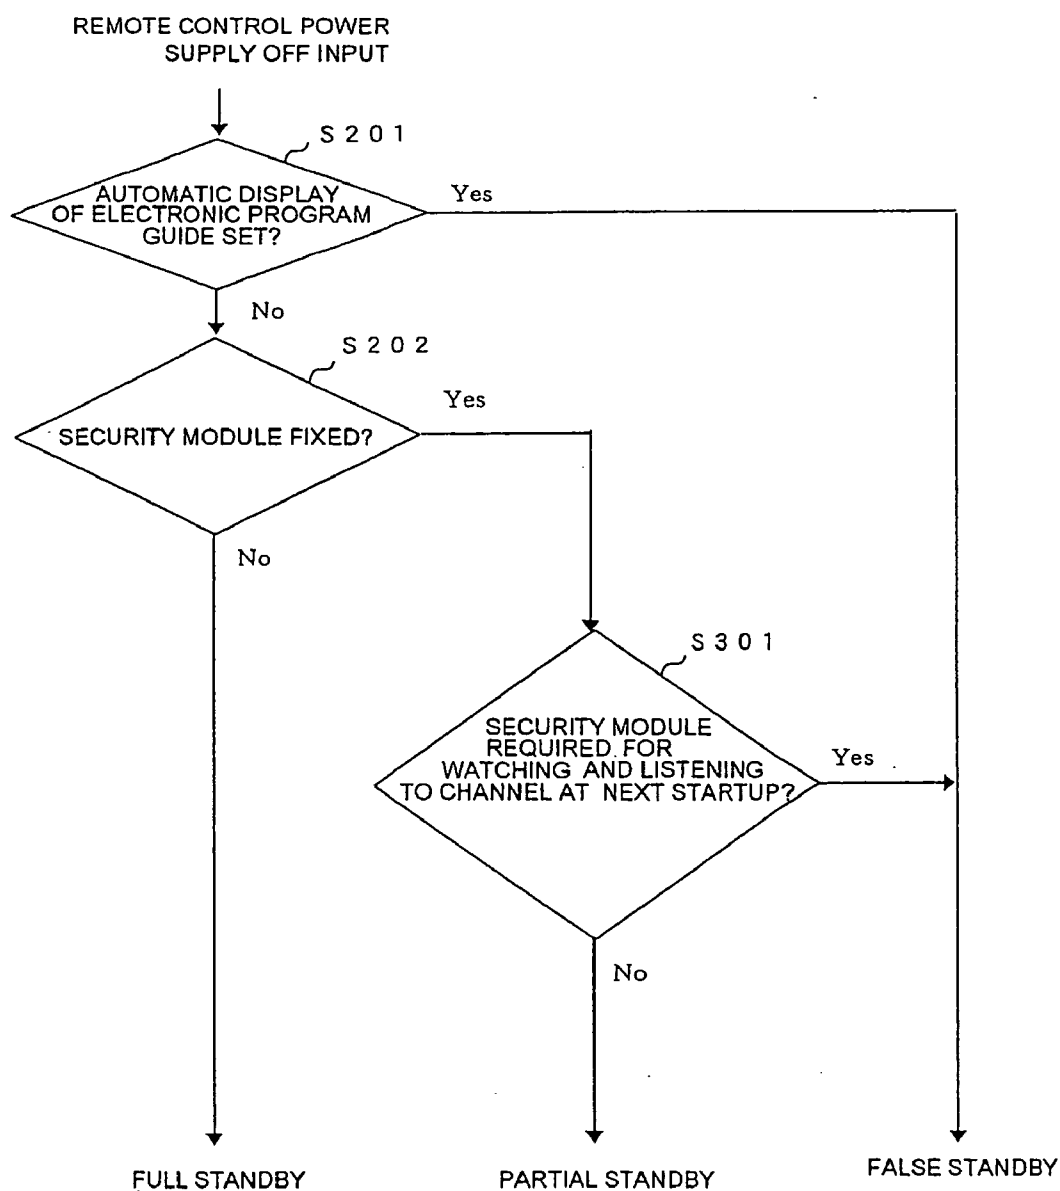 REMOTE CONTROL POWER
SUPPLY OFF INPUT
S201
AUTOMATIC DISPLAY
OF ELECTRONIC PROGRAM
GUIDE SET?
Yes
No
S202
SECURITY MODULE FIXED?
Yes
No
S301
SECURITY MODULE
REQUIRED FOR
WATCHING AND LISTENING
TO CHANNEL AT NEXT STARTUP?
Yes
No
FULL STANDBY
PARTIAL STANDBY
FALSE STANDBY